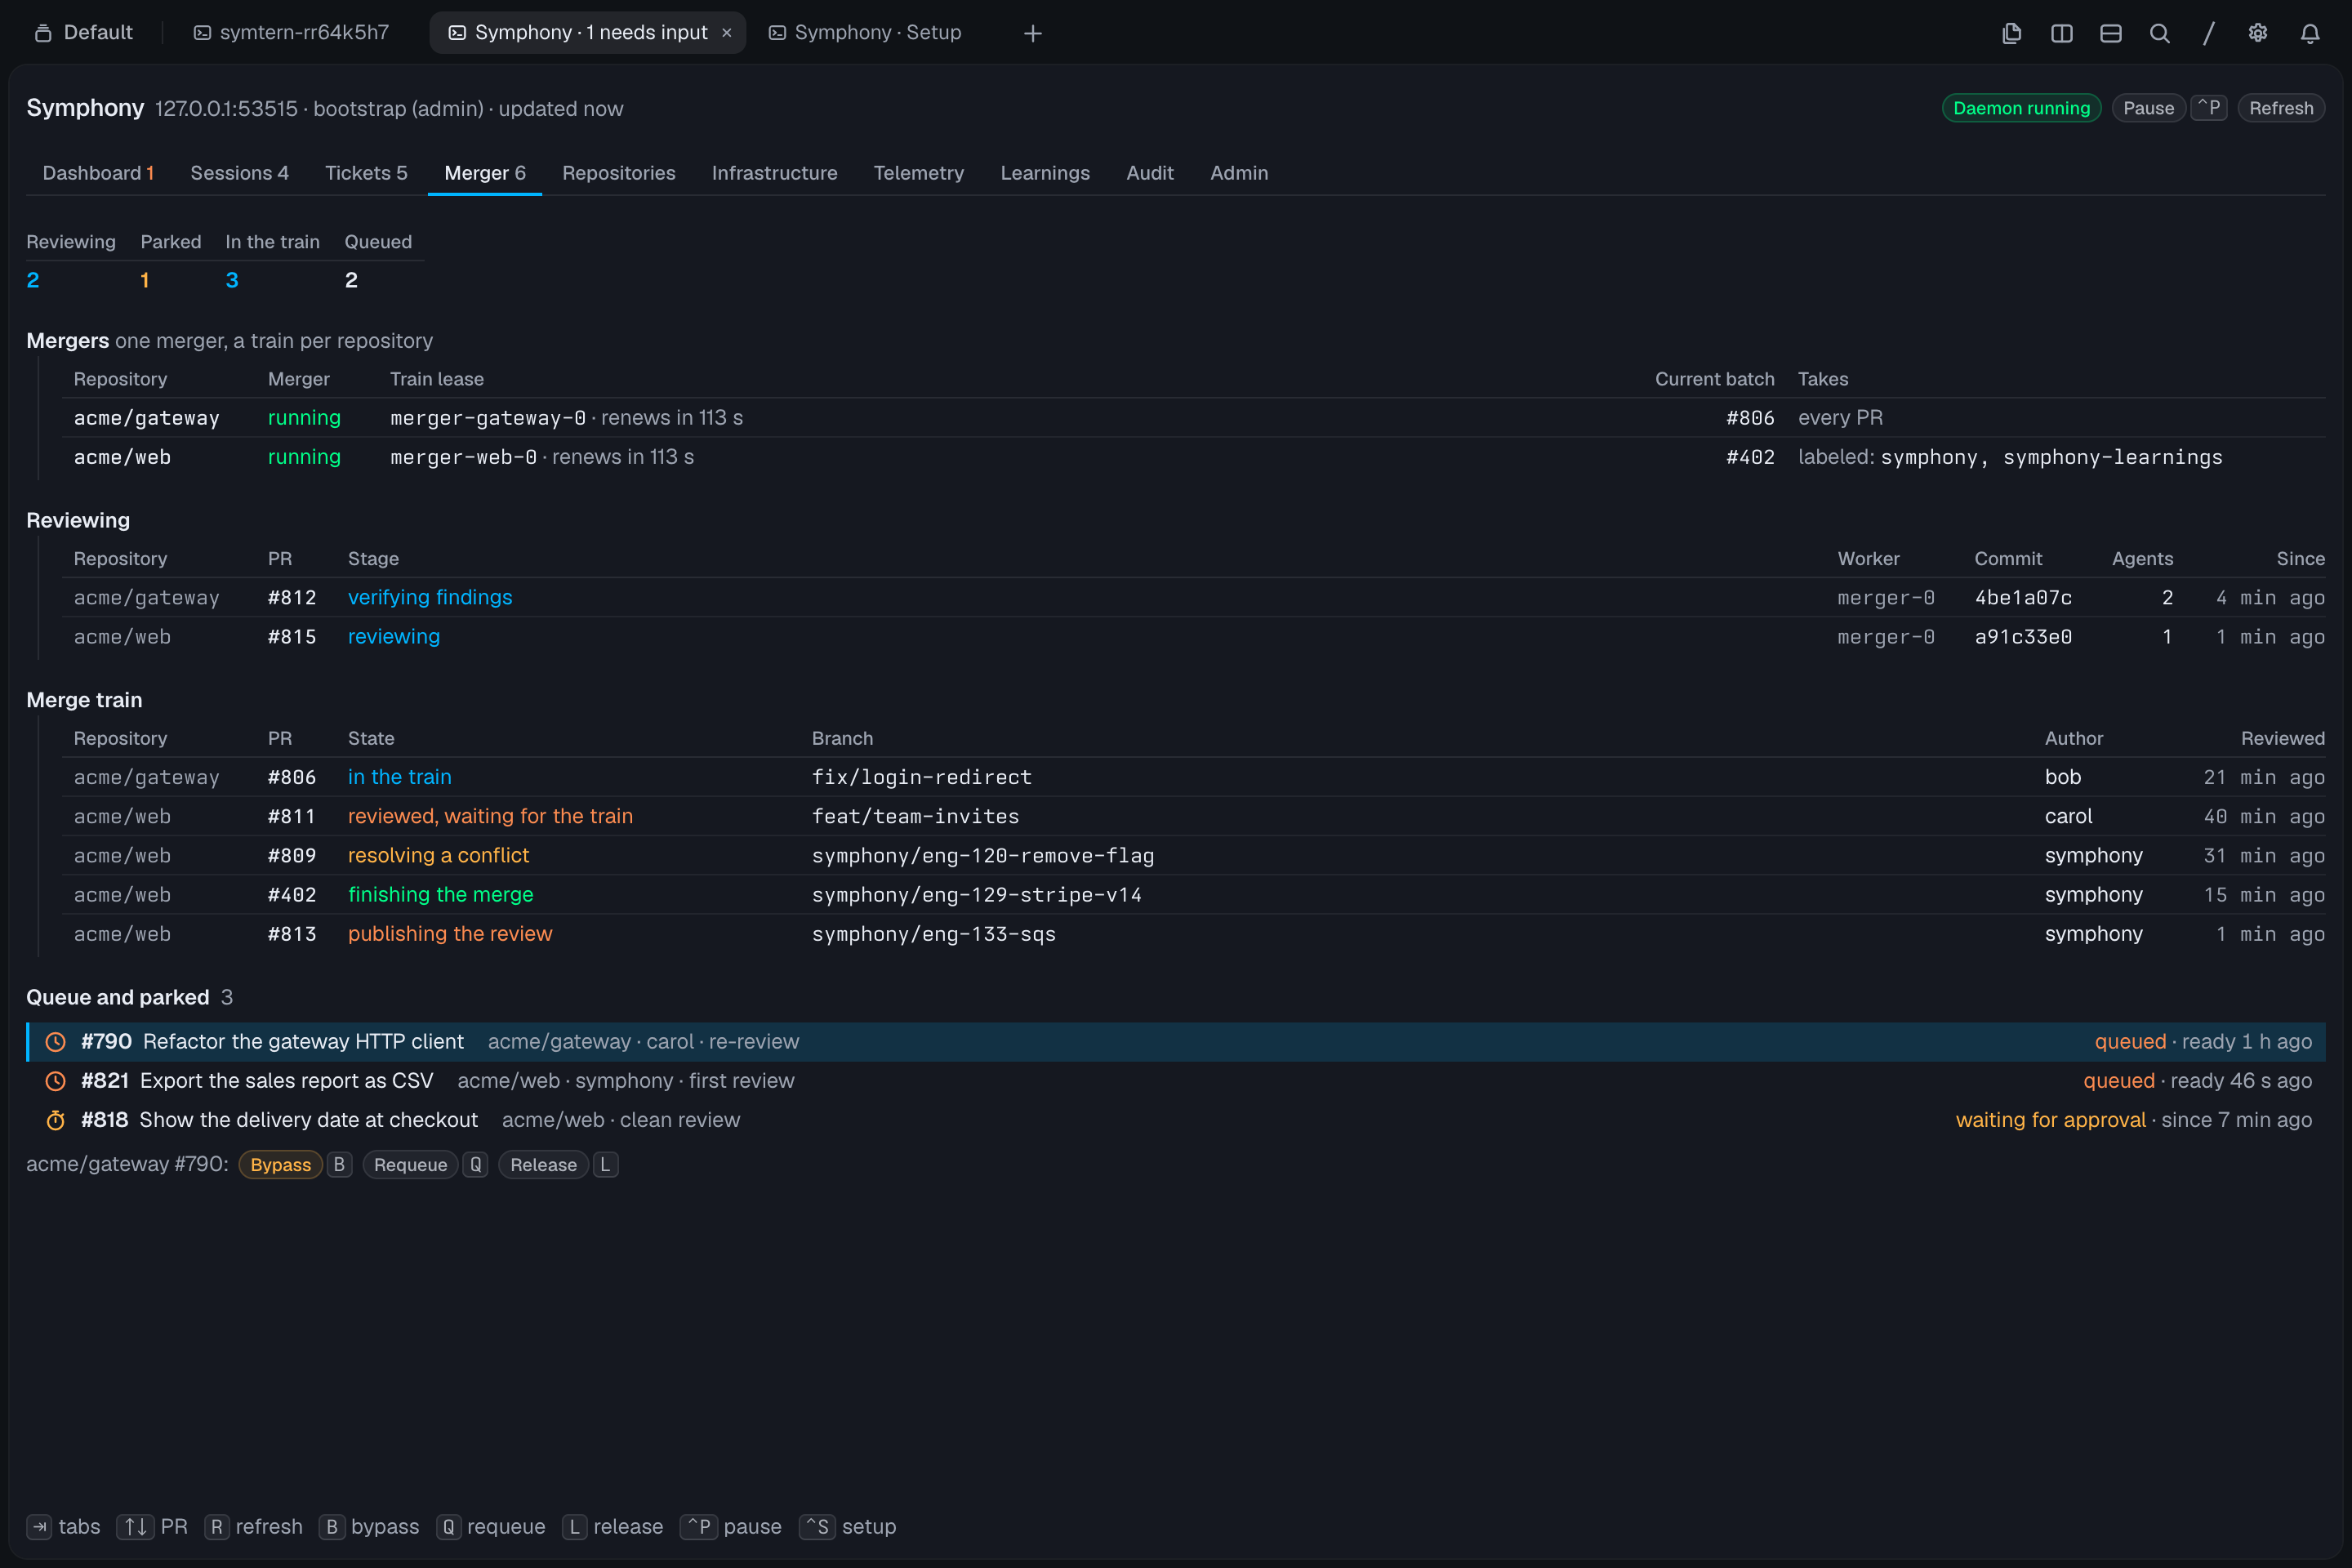 Default symtern-rr64k5h7 Symphony · 1 needs input × Symphony · Setup +
Symphony 127.0.0.1:53515 · bootstrap (admin) · updated now Daemon running Pause ^P Refresh
Dashboard 1 Sessions 4 Tickets 5 Merger 6 Repositories Infrastructure Telemetry Learnings Audit Admin
Reviewing Parked In the train Queued
2 1 3 2
Mergers one merger, a train per repository
Repository Merger Train lease Current batch Takes
acme/gateway running merger-gateway-0 · renews in 113 s #806 every PR
acme/web running merger-web-0 · renews in 113 s #402 labeled: symphony, symphony-learnings
Reviewing
Repository PR Stage Worker Commit Agents Since
acme/gateway #812 verifying findings merger-0 4be1a07c 2 4 min ago
acme/web #815 reviewing merger-0 a91c33e0 1 1 min ago
Merge train
Repository PR State Branch Author Reviewed
acme/gateway #806 in the train fix/login-redirect bob 21 min ago
acme/web #811 reviewed, waiting for the train feat/team-invites carol 40 min ago
acme/web #809 resolving a conflict symphony/eng-120-remove-flag symphony 31 min ago
acme/web #402 finishing the merge symphony/eng-129-stripe-v14 symphony 15 min ago
acme/web #813 publishing the review symphony/eng-133-sqs symphony 1 min ago
Queue and parked 3
#790 Refactor the gateway HTTP client acme/gateway · carol · re-review queued · ready 1 h ago
#821 Export the sales report as CSV acme/web · symphony · first review queued · ready 46 s ago
#818 Show the delivery date at checkout acme/web · clean review waiting for approval · since 7 min ago
acme/gateway #790: Bypass B Requeue Q Release L
⇥ tabs ↑↓ PR R refresh B bypass Q requeue L release ^P pause ^S setup